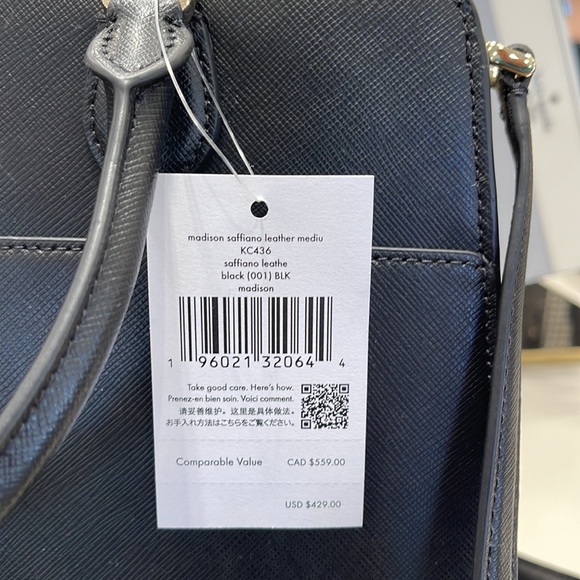 madison saffiano leather mediu
KC436
saffiano leathe
black (001) BLK
madison
1 96021 32064 4
Take good care. Here's how.
Prenez-en bien soin. Voici comment.
请妥善维护。这里是具体做法。
お手入れ方法はこちらをご覧ください。
Comparable Value CAD $559.00
USD $429.00